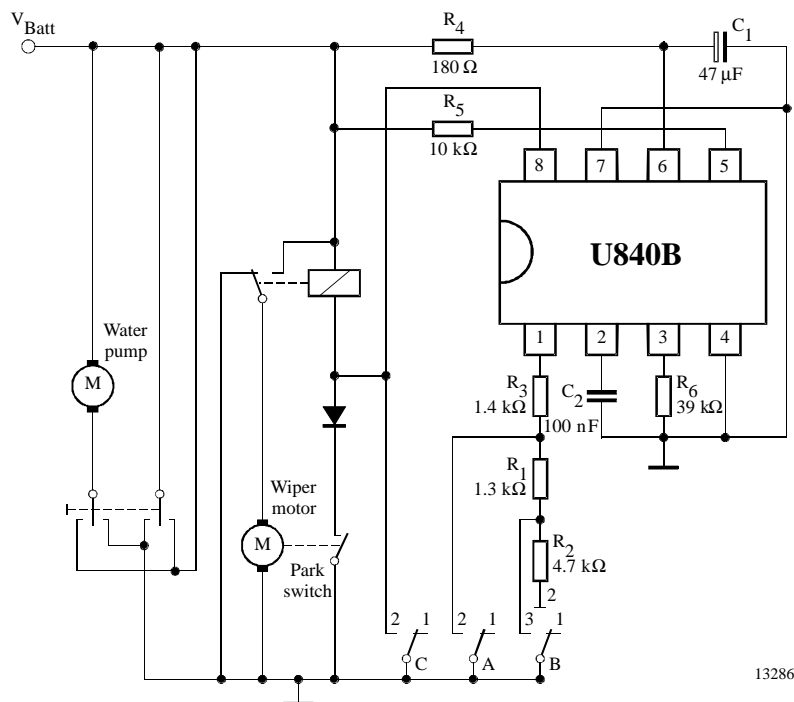 VBatt
R4
180 Ω
C1
47 µF
R5
10 kΩ
8 7 6 5
U840B
1 2 3 4
Water
pump
M
R3
1.4 kΩ
C2
100 nF
R6
39 kΩ
R1
1.3 kΩ
Wiper
motor
M
Park
switch
R2
4.7 kΩ
2
2 1 2 1 3 1
C A B
13286